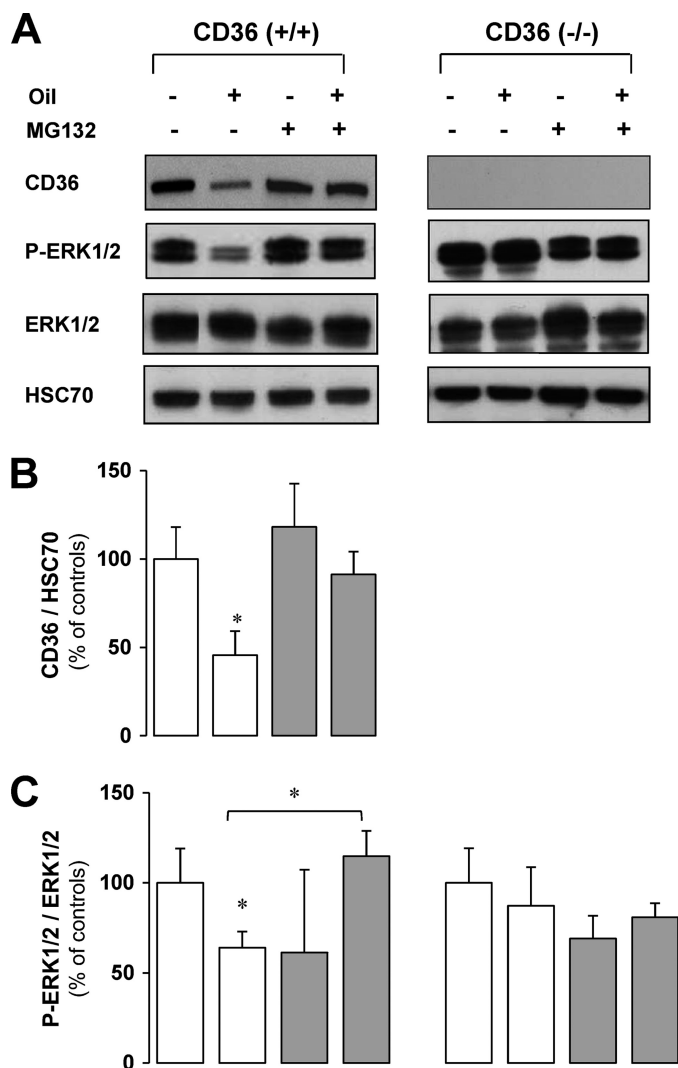 A
CD36 (+/+) CD36 (-/-)
Oil - + - + - + - +
MG132 - - + + - - + +
CD36
P-ERK1/2
ERK1/2
HSC70
B
CD36 / HSC70
(% of controls)
150
100
50
0
*
C
P-ERK1/2 / ERK1/2
(% of controls)
150
100
50
0
*
*